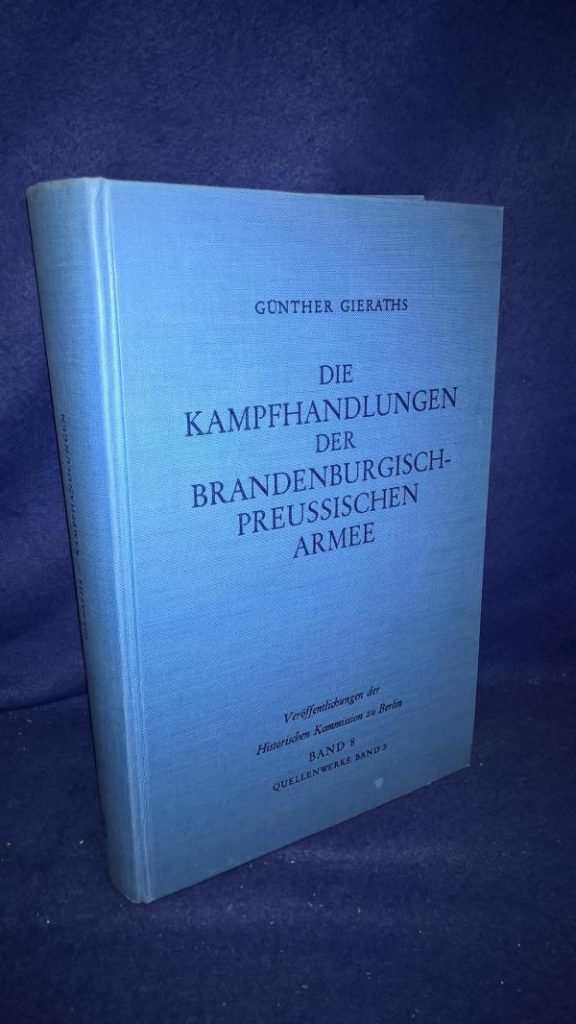 GÜNTHER GIERATHS
DIE
KAMPFHANDLUNGEN
DER
BRANDENBURGISCH-
PREUSSISCHEN
ARMEE
Veröffentlichungen der
Historischen Kommission zu Berlin
BAND 8
QUELLENWERKE BAND 3
KAMPFHANDLUNGEN